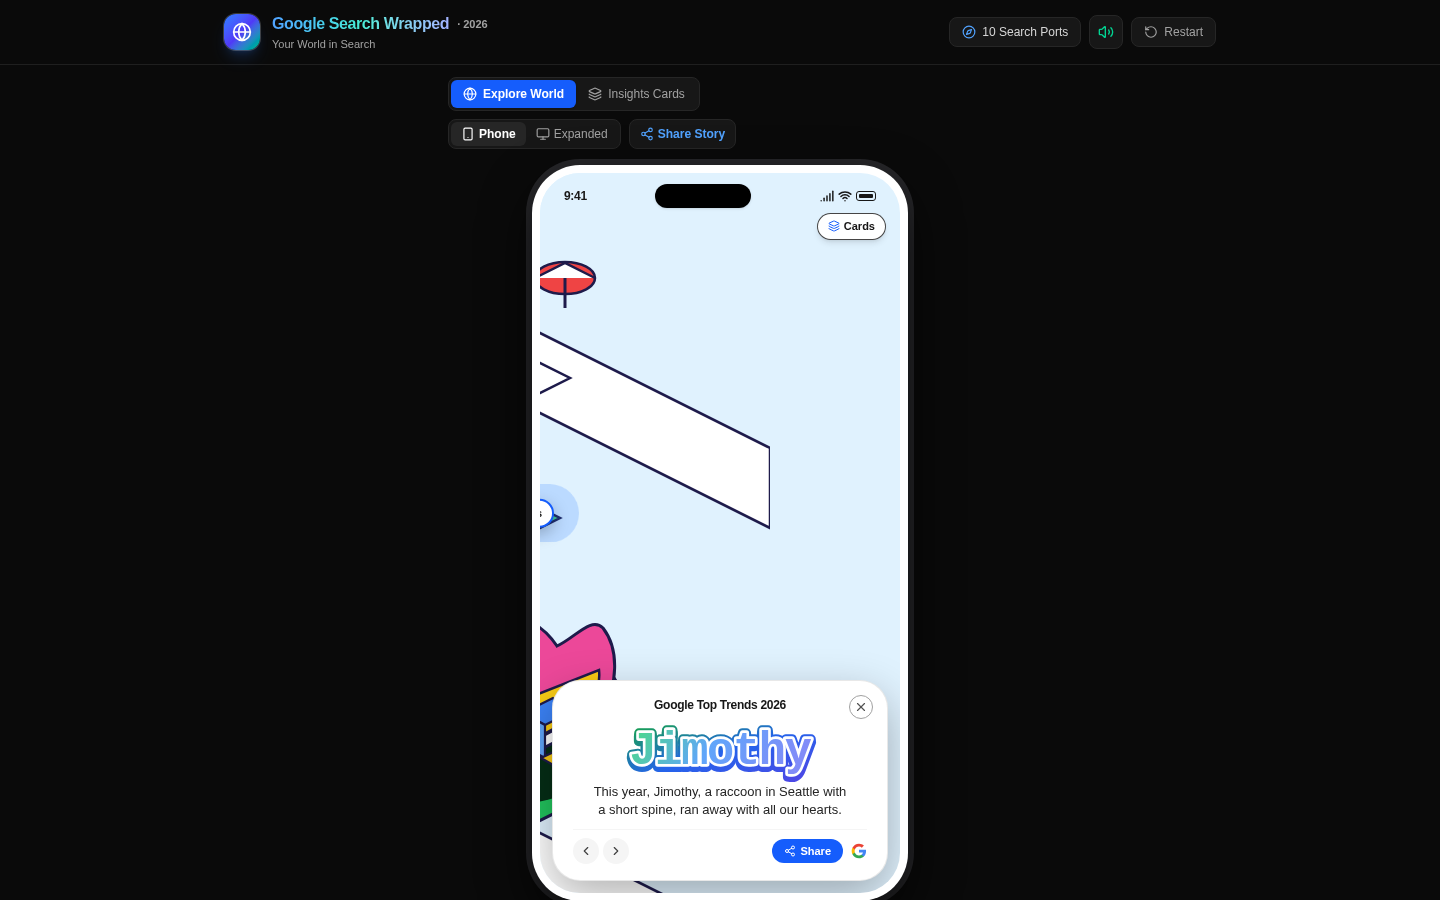 Google Search Wrapped · 2026
Your World in Search
10 Search Ports
Restart
Explore World
Insights Cards
Phone
Expanded
Share Story
9:41
Cards
Google Top Trends 2026
Jimothy
This year, Jimothy, a raccoon in Seattle with
a short spine, ran away with all our hearts.
Share